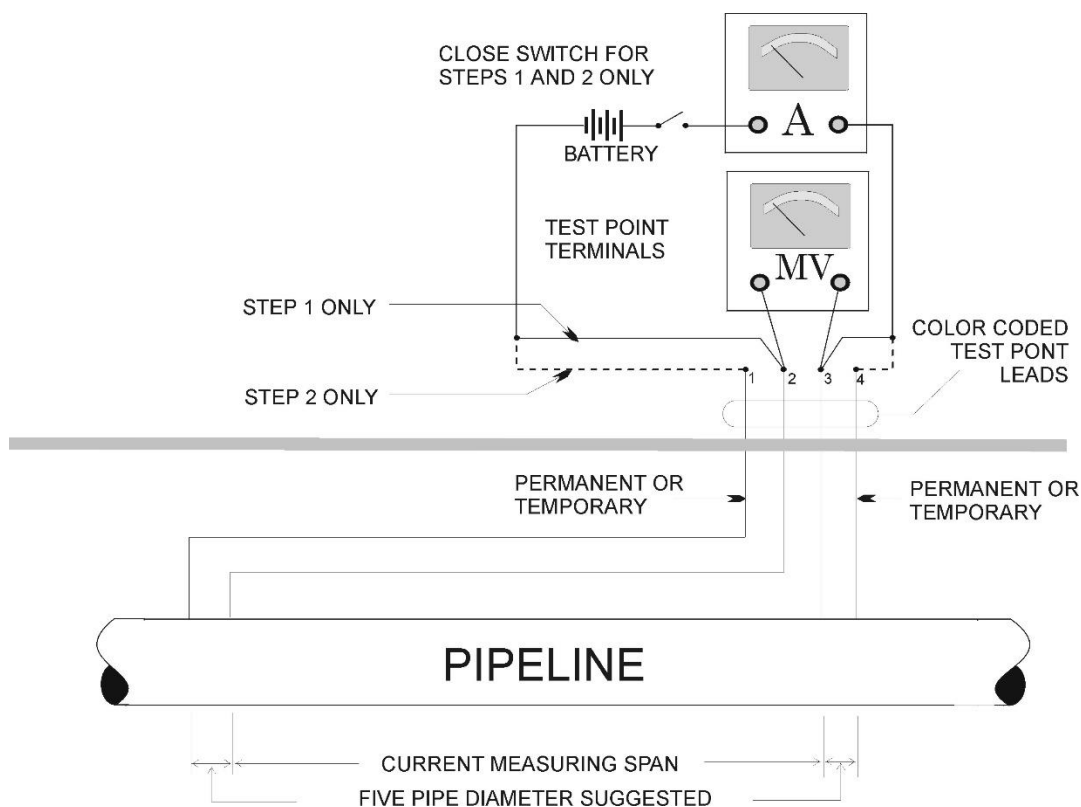 CLOSE SWITCH FOR
STEPS 1 AND 2 ONLY
A
BATTERY
TEST POINT
TERMINALS
MV
STEP 1 ONLY
COLOR CODED
TEST PONT
LEADS
1 2 3 4
STEP 2 ONLY
PERMANENT OR
TEMPORARY
PERMANENT OR
TEMPORARY
PIPELINE
CURRENT MEASURING SPAN
FIVE PIPE DIAMETER SUGGESTED